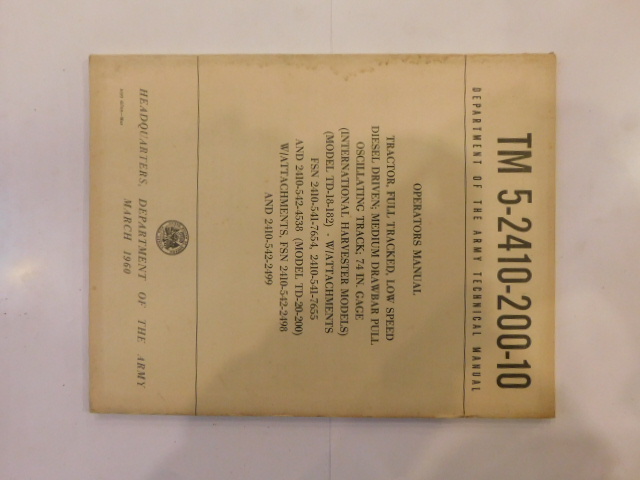 TM 5-2410-200-10
DEPARTMENT OF THE ARMY TECHNICAL MANUAL
OPERATORS MANUAL
TRACTOR, FULL TRACKED, LOW SPEED
DIESEL DRIVEN; MEDIUM DRAWBAR PULL
OSCILLATING TRACK; 74 IN. GAGE
(INTERNATIONAL HARVESTER MODELS)
(MODEL TD-18-182) - W/ATTACHMENTS
FSN 2410-541-7654, 2410-541-7655
AND 2410-542-4538 (MODEL TD-20-200)
W/ATTACHMENTS, FSN 2410-542-2498
AND 2410-542-2499
HEADQUARTERS, DEPARTMENT OF THE ARMY
MARCH 1960